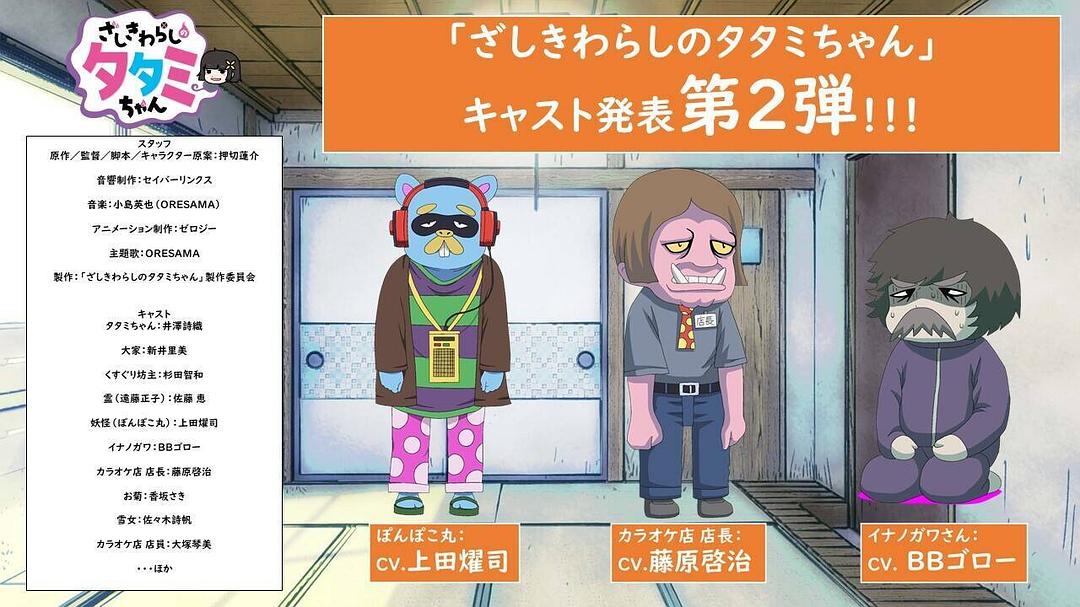 ざしきわらしの
タタミ
ちゃん
「ざしきわらしのタタミちゃん」
キャスト発表第2弾!!!
スタッフ
原作／監督／脚本／キャラクター原案：押切蓮介
音響制作：セイバーリンクス
音楽：小島英也（ORESAMA）
アニメーション制作：ゼロジー
主題歌：ORESAMA
製作：「ざしきわらしのタタミちゃん」製作委員会
キャスト
タタミちゃん：井澤詩織
大家：新井里美
くすぐり坊主：杉田智和
霊（遠藤正子）：佐藤 恵
妖怪（ぽんぽこ丸）：上田燿司
イナノガワ：BBゴロー
カラオケ店 店長：藤原啓治
お菊：香坂さき
雪女：佐々木詩帆
カラオケ店 店員：大塚琴美
・・・ほか
店長
ぽんぽこ丸：
CV.上田燿司
カラオケ店 店長：
CV.藤原啓治
イナノガワさん：
CV. BBゴロー